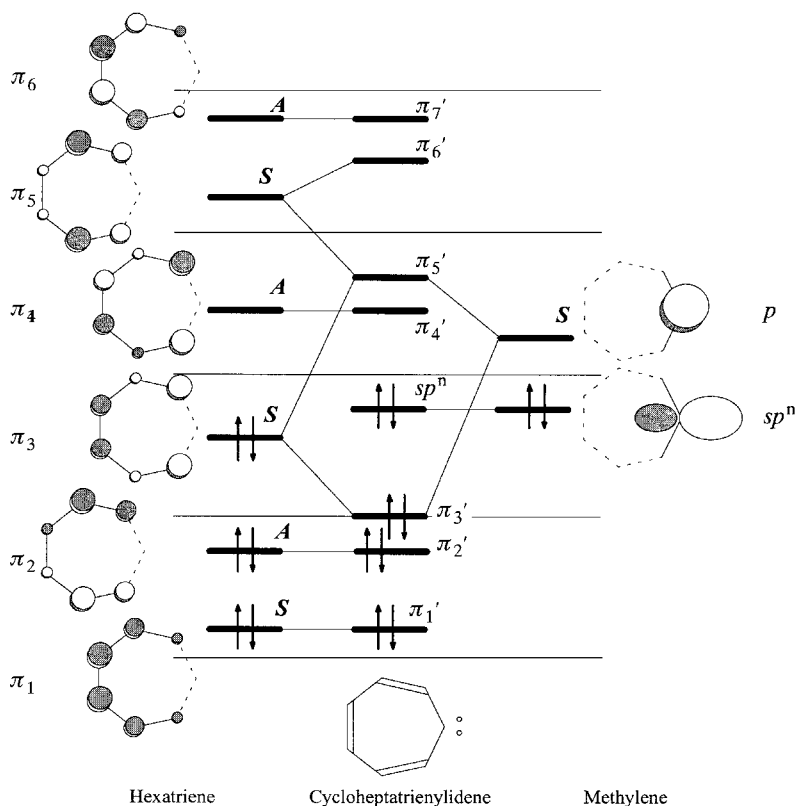 π₆
A
π₇′
π₆′
S
π₅
π₅′
A
π₄
π₄′
S
p
spⁿ
S
π₃
spⁿ
π₃′
A
π₂
π₂′
S
π₁′
π₁
Hexatriene
Cycloheptatrienylidene
Methylene